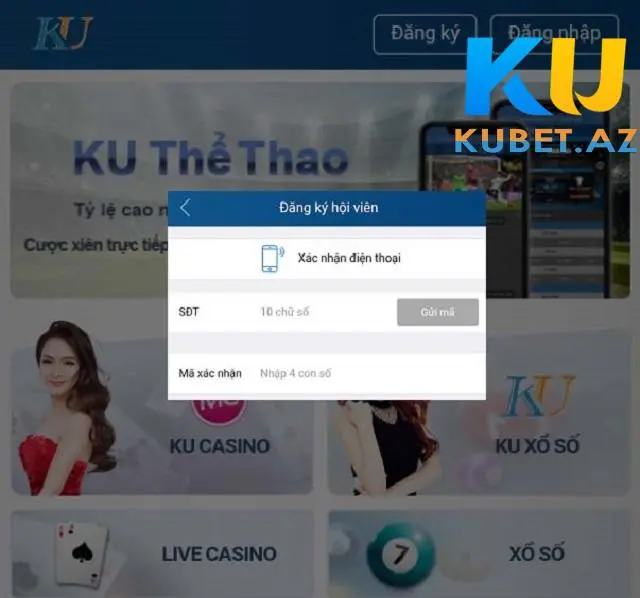 KU
Đăng ký
Đăng nhập
KU
KUBET.AZ
KU Thể Thao
Tỷ lệ cao n
Cược xiên trực tiếp
Đăng ký hội viên
Xác nhận điện thoại
SĐT
10 chữ số
Gửi mã
Mã xác nhận
Nhập 4 con số
KU CASINO
KU
KU XỔ SỐ
LIVE CASINO
7
XỔ SỐ